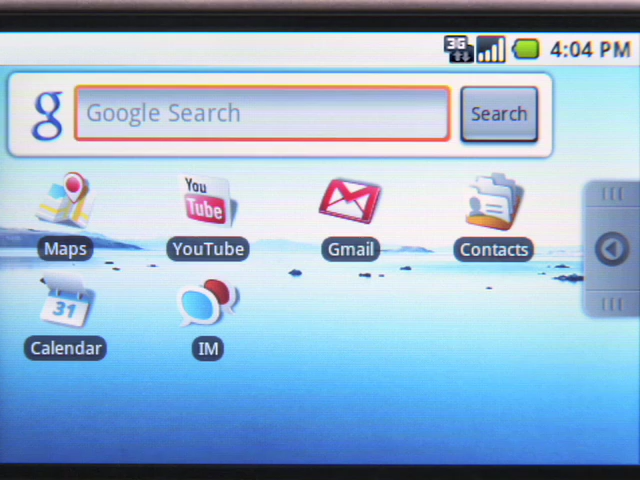 3G 4:04 PM
g Google Search Search
You
Tube
Maps YouTube Gmail Contacts
31
Calendar IM